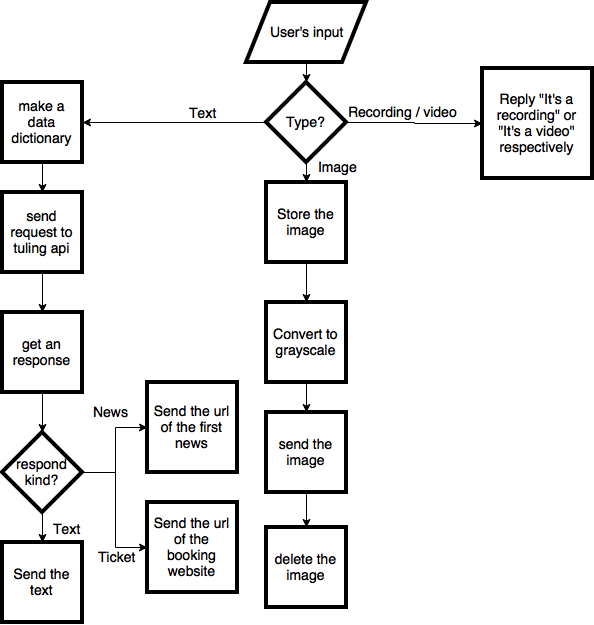 User's input
Type?
Text
Recording / video
Image
make a
data
dictionary
Reply "It's a
recording" or
"It's a video"
respectively
Store the
image
send
request to
tuling api
Convert to
grayscale
get an
response
News
Send the url
of the first
news
send the
image
respond
kind?
Text
Ticket
Send the url
of the
booking
website
Send the
text
delete the
image